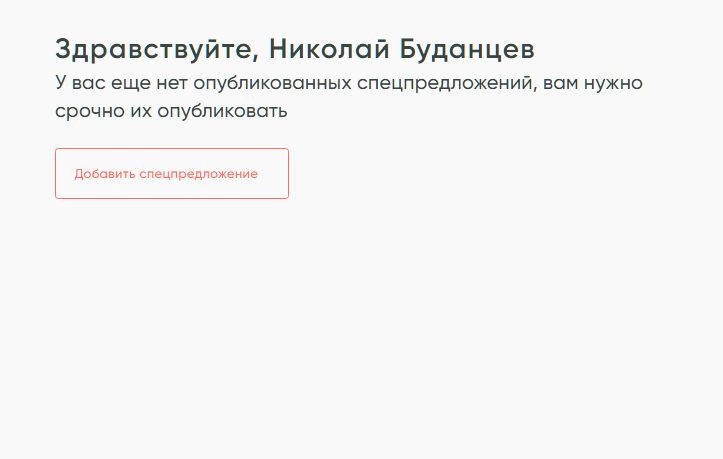 Здравствуйте, Николай Буданцев
У вас еще нет опубликованных спецпредложений, вам нужно
срочно их опубликовать
Добавить спецпредложение